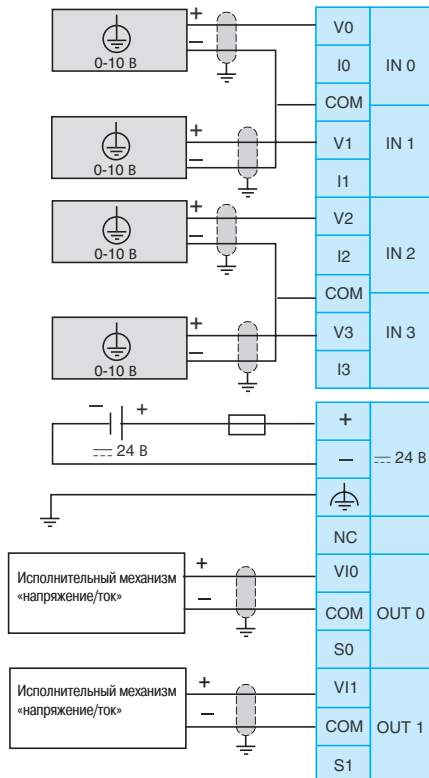 + V0
−
0-10 В
I0 IN 0
COM
+ V1 IN 1
−
0-10 В
I1
+ V2
−
0-10 В
I2 IN 2
COM
+ V3 IN 3
−
0-10 В
I3
− + +
24 В
− 24 В
NC
Исполнительный механизм
«напряжение/ток»
+ VI0
− COM OUT 0
S0
Исполнительный механизм
«напряжение/ток»
+ VI1
− COM OUT 1
S1